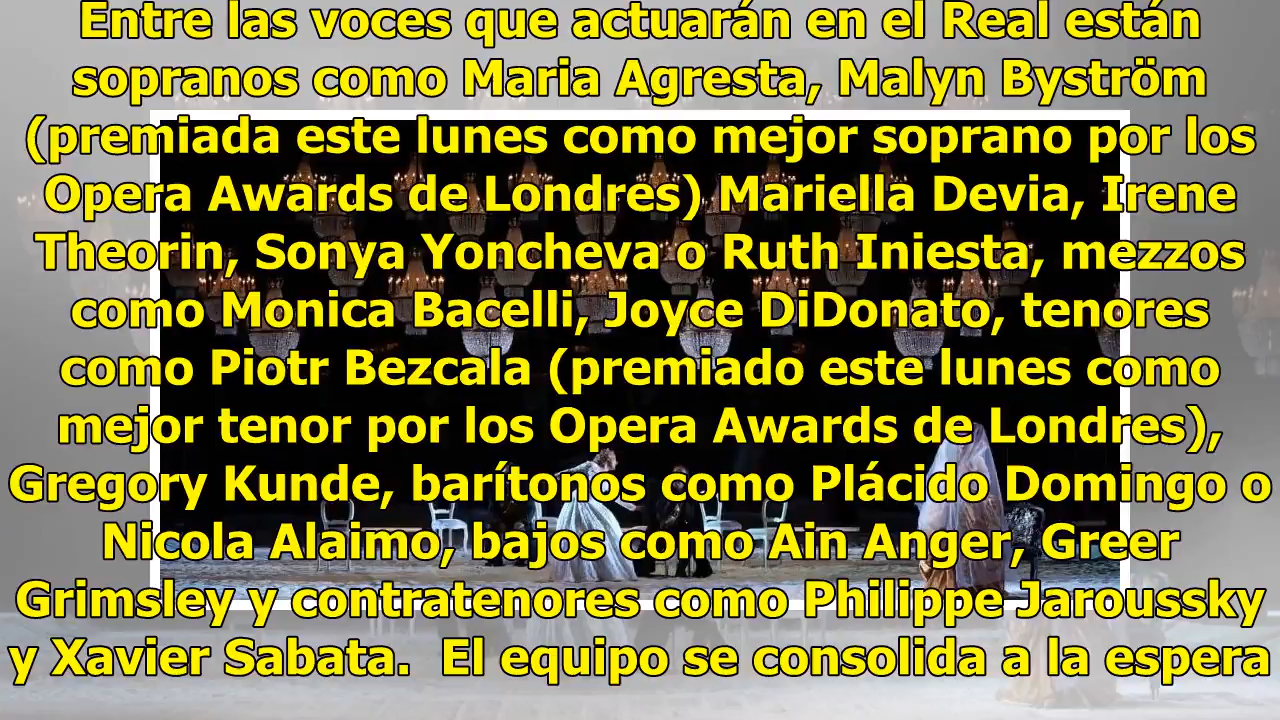 Entre las voces que actuarán en el Real están
sopranos como Maria Agresta, Malyn Byström
(premiada este lunes como mejor soprano por los
Opera Awards de Londres) Mariella Devia, Irene
Theorin, Sonya Yoncheva o Ruth Iniesta, mezzos
como Monica Bacelli, Joyce DiDonato, tenores
como Piotr Bezcala (premiado este lunes como
mejor tenor por los Opera Awards de Londres),
Gregory Kunde, barítonos como Plácido Domingo o
Nicola Alaimo, bajos como Ain Anger, Greer
Grimsley y contratenores como Philippe Jaroussky
y Xavier Sabata.  El equipo se consolida a la espera